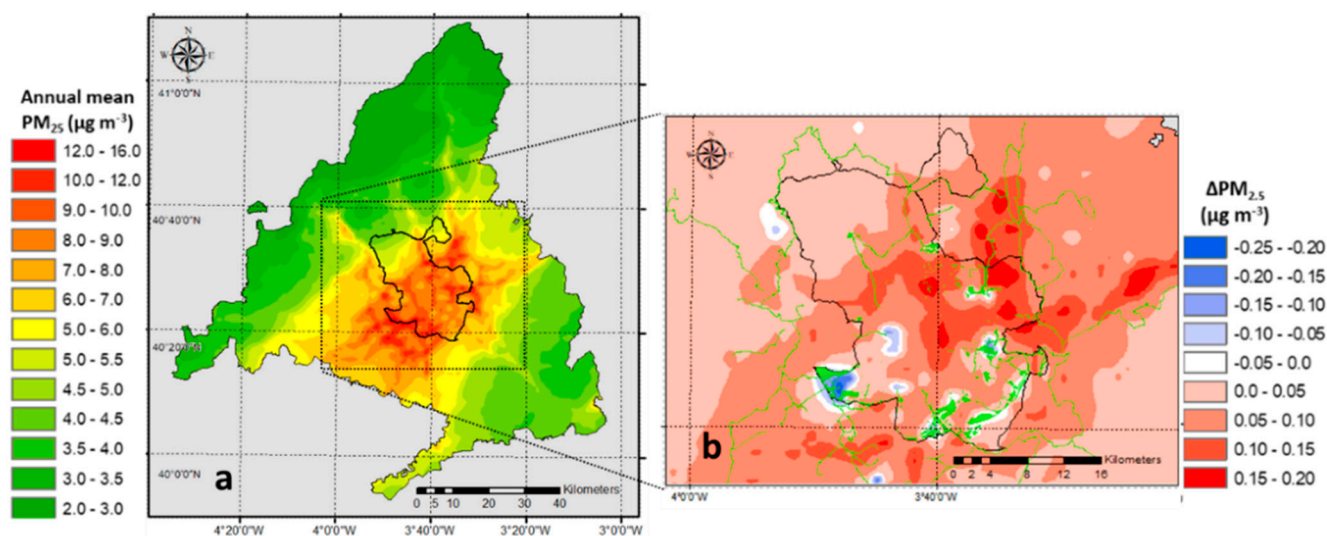 Annual mean
PM25 (µg m-3)
12.0 - 16.0
10.0 - 12.0
9.0 - 10.0
8.0 - 9.0
7.0 - 8.0
6.0 - 7.0
5.0 - 6.0
5.0 - 5.5
4.5 - 5.0
4.0 - 4.5
3.5 - 4.0
3.0 - 3.5
2.0 - 3.0
N
W E
S
41°0'0"N
40°40'0"N
40°20'0"N
40°0'0"N
a
Kilometers
0 5 10 20 30 40
4°20'0"W 4°0'0"W 3°40'0"W 3°20'0"W 3°0'0"W
N
W E
S
b
Kilometers
0 2 4 8 12 16
4°0'0"W 3°40'0"W
ΔPM2.5
(µg m-3)
-0.25 - -0.20
-0.20 - -0.15
-0.15 - -0.10
-0.10 - -0.05
-0.05 - 0.0
0.0 - 0.05
0.05 - 0.10
0.10 - 0.15
0.15 - 0.20